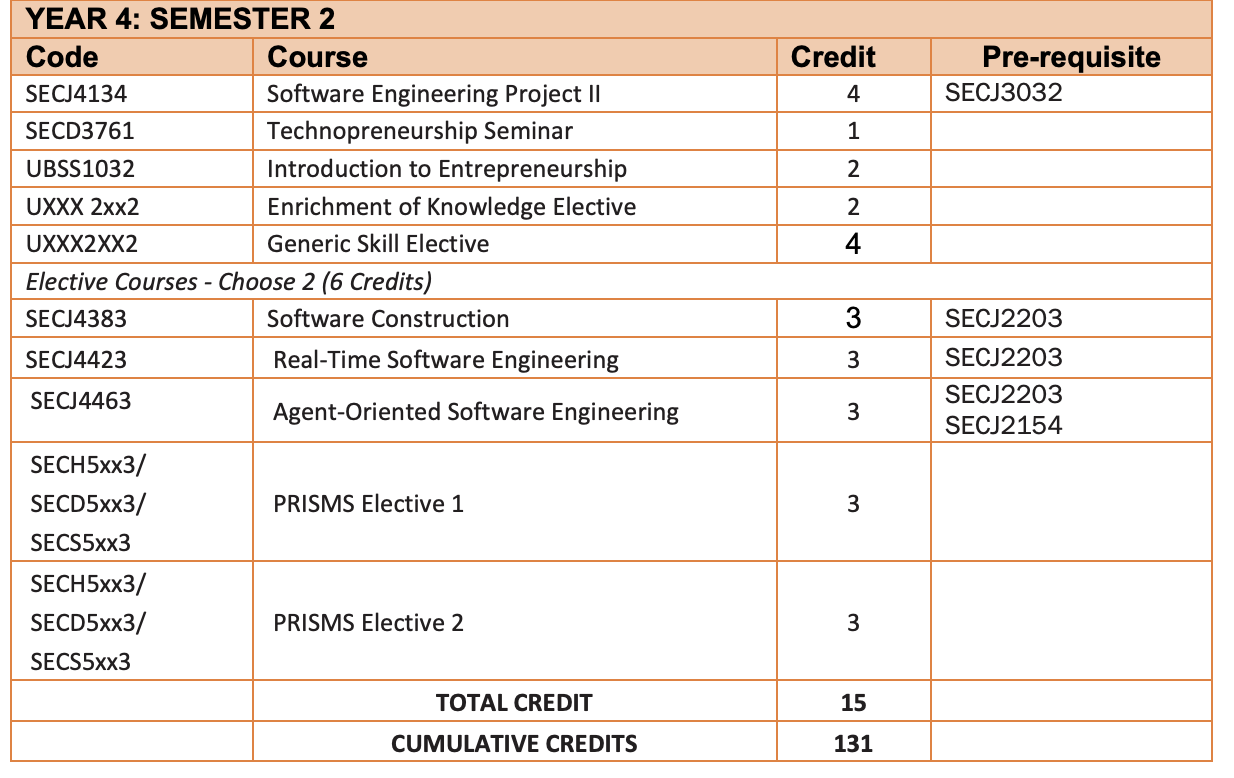 YEAR 4: SEMESTER 2
Code Course Credit Pre-requisite
SECJ4134 Software Engineering Project II 4 SECJ3032
SECD3761 Technopreneurship Seminar 1
UBSS1032 Introduction to Entrepreneurship 2
UXXX 2xx2 Enrichment of Knowledge Elective 2
UXXX2XX2 Generic Skill Elective 4
Elective Courses - Choose 2 (6 Credits)
SECJ4383 Software Construction 3 SECJ2203
SECJ4423 Real-Time Software Engineering 3 SECJ2203
SECJ4463 Agent-Oriented Software Engineering 3 SECJ2203
SECJ2154
SECH5xx3/
SECD5xx3/ PRISMS Elective 1 3
SECS5xx3
SECH5xx3/
SECD5xx3/ PRISMS Elective 2 3
SECS5xx3
TOTAL CREDIT 15
CUMULATIVE CREDITS 131